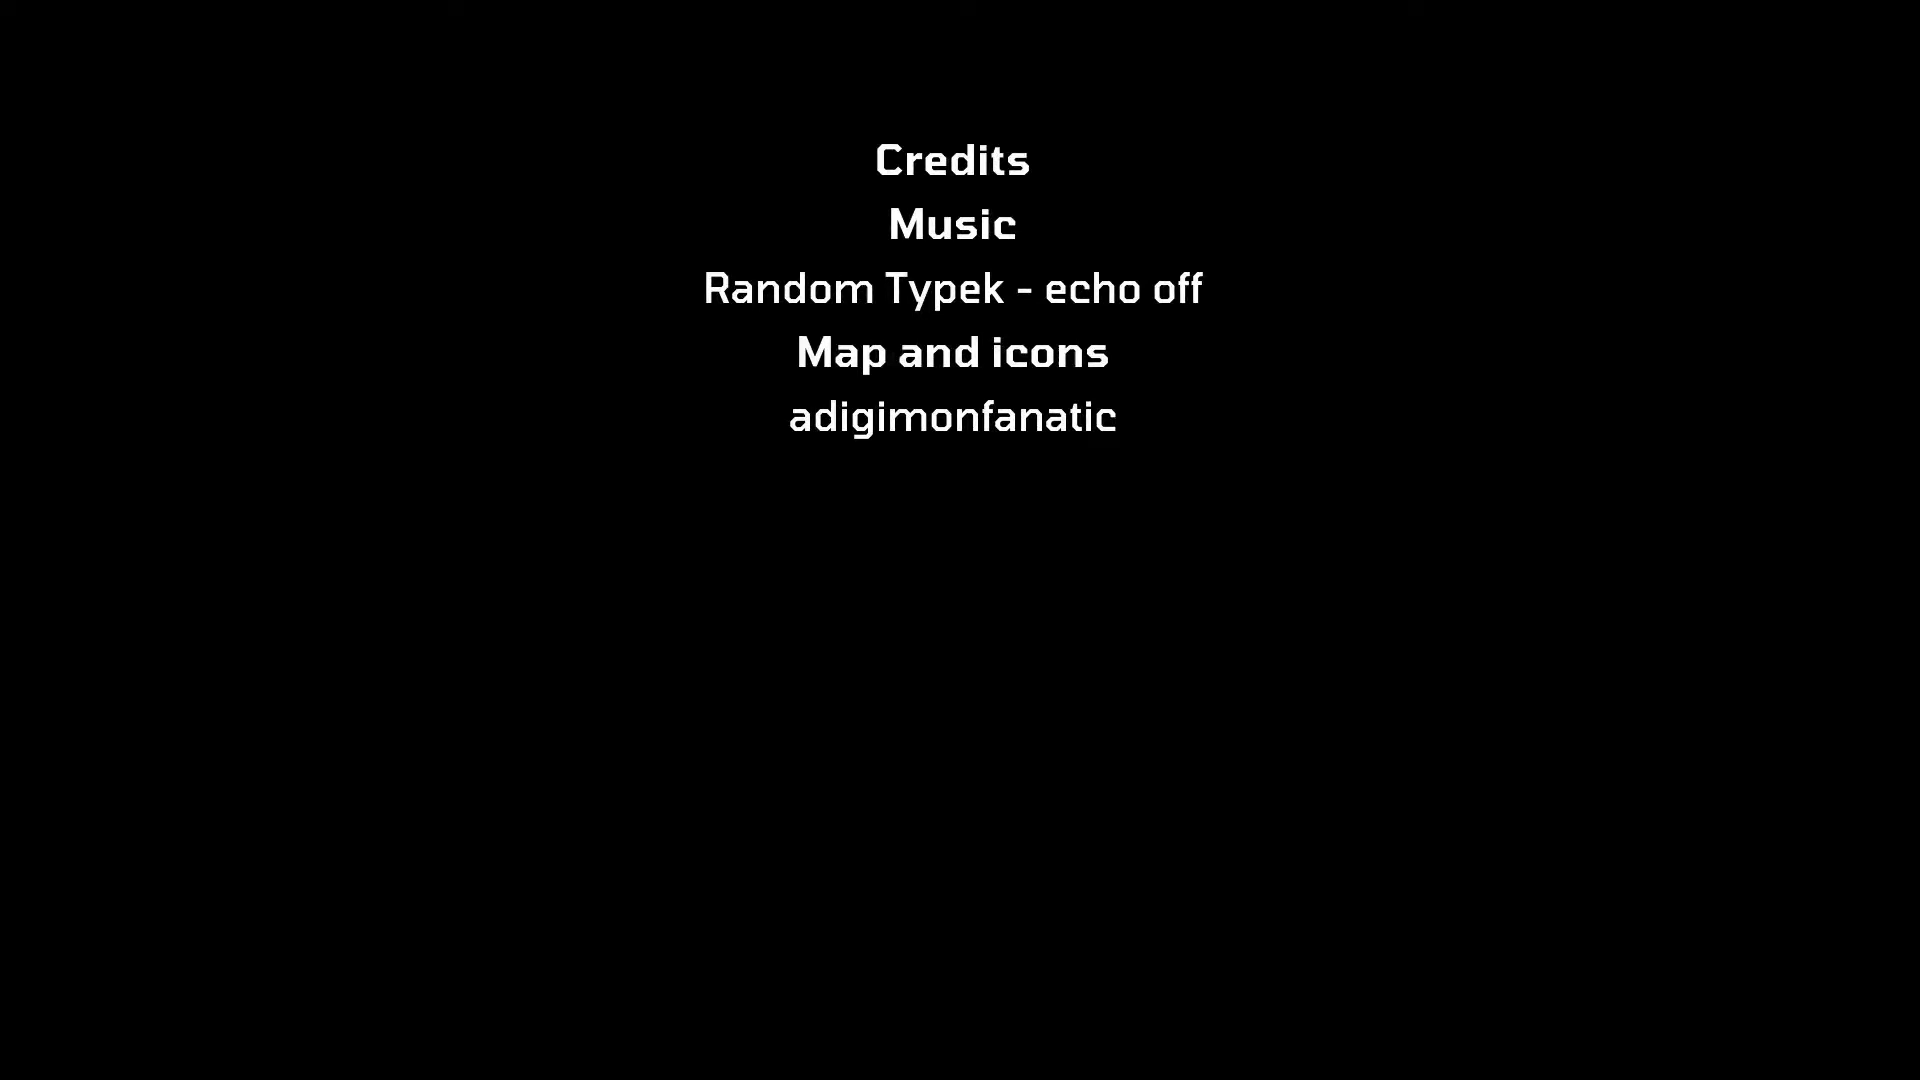 Credits
Music
Random Typek - echo off
Map and icons
adigimonfanatic